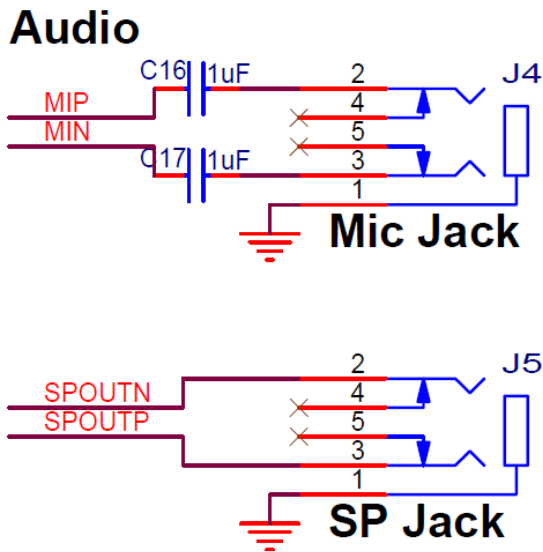 Audio
C16 1uF 2 J4
MIP 4
MIN 5
C17 1uF 3
1
Mic Jack
2 J5
SPOUTN 4
SPOUTP 5
3
1
SP Jack